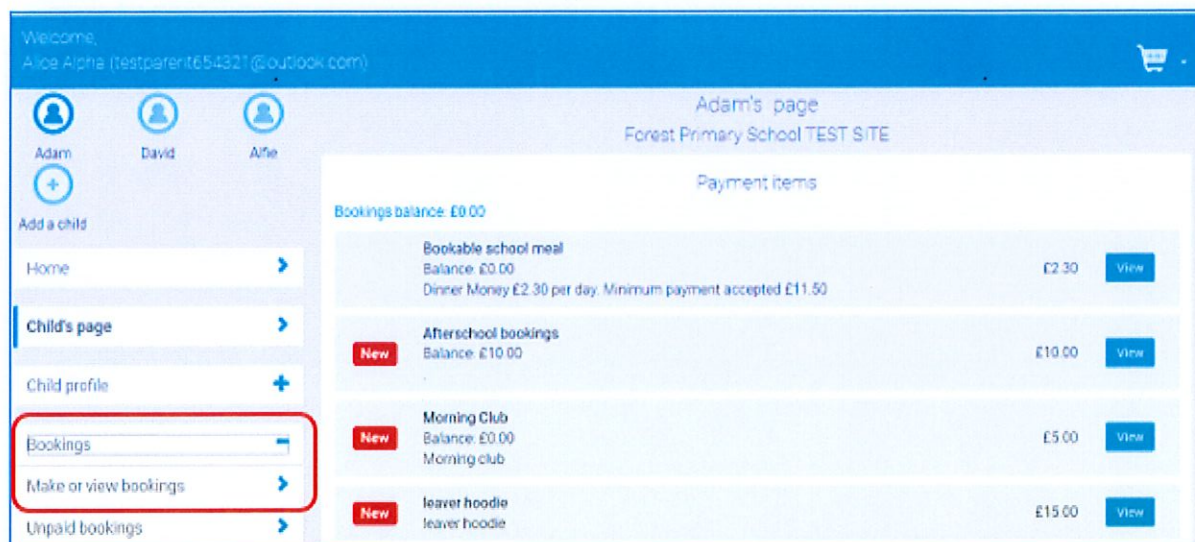 Welcome,
Alice Alpha (testparent654321@outlook.com)
Adam
David
Alfie
Add a child
Home
Child's page
Child profile
Bookings
Make or view bookings
Unpaid bookings
Adam's page
Forest Primary School TEST SITE
Payment items
Bookings balance: £0.00
Bookable school meal
Balance: £0.00
Dinner Money £2.30 per day. Minimum payment accepted £11.50
£2.30
View
Afterschool bookings
New
Balance: £10.00
£10.00
View
Morning Club
New
Balance: £0.00
Morning club
£5.00
View
leaver hoodie
New
leaver hoodie
£15.00
View